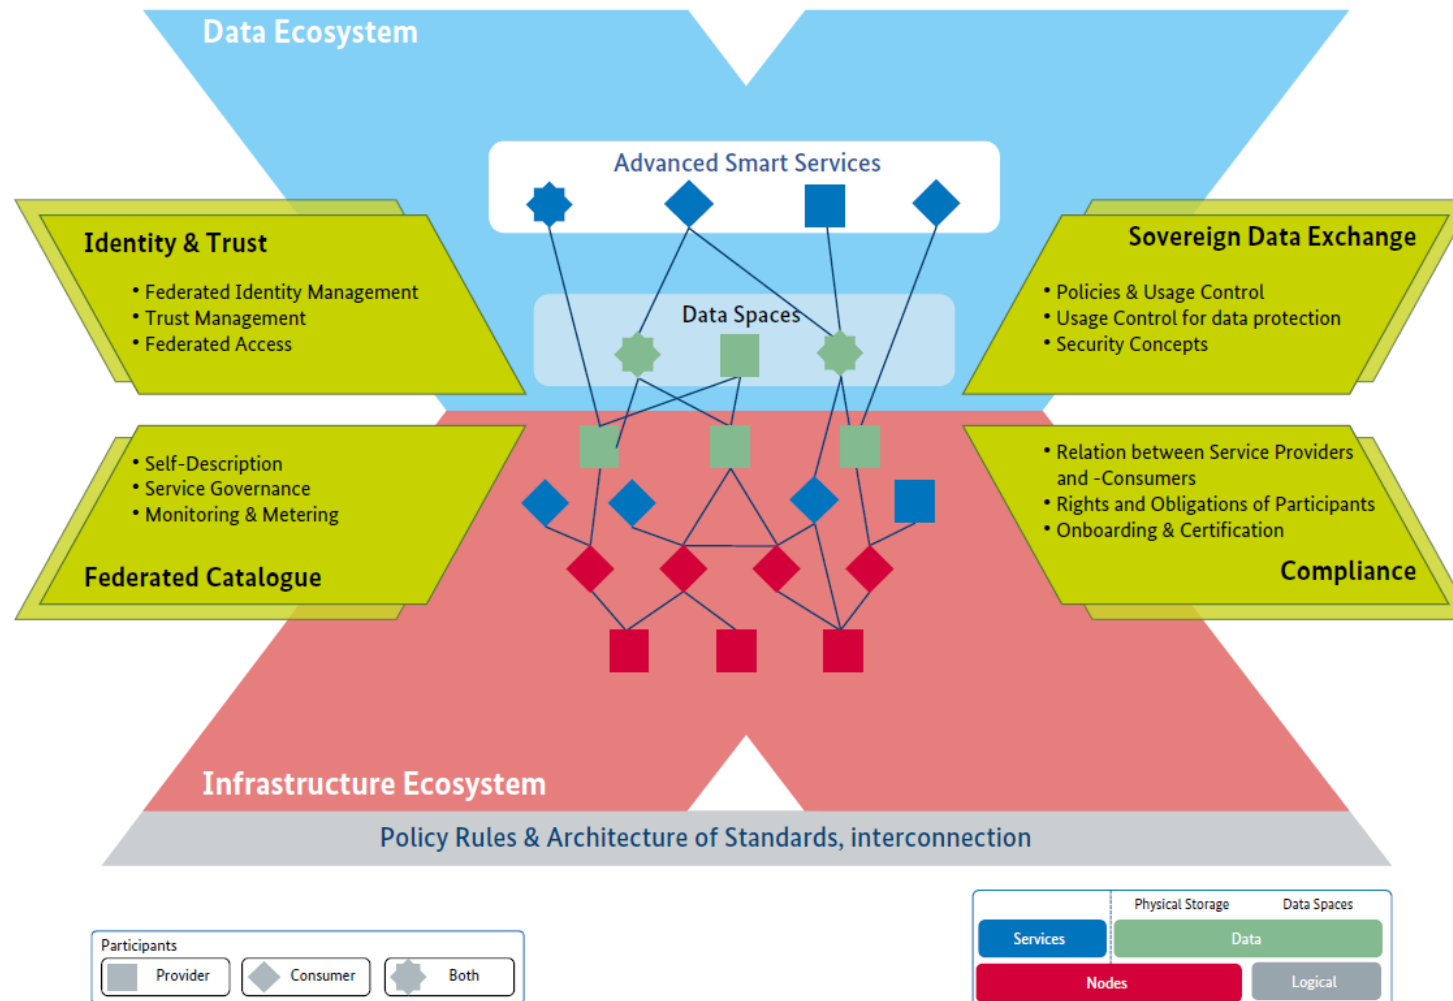 Data Ecosystem
Advanced Smart Services
Identity & Trust
• Federated Identity Management
• Trust Management
• Federated Access
Sovereign Data Exchange
• Policies & Usage Control
• Usage Control for data protection
• Security Concepts
Data Spaces
• Self-Description
• Service Governance
• Monitoring & Metering
Federated Catalogue
• Relation between Service Providers
and -Consumers
• Rights and Obligations of Participants
• Onboarding & Certification
Compliance
Infrastructure Ecosystem
Policy Rules & Architecture of Standards, interconnection
Participants
Provider
Consumer
Both
Physical Storage
Data Spaces
Services
Data
Nodes
Logical